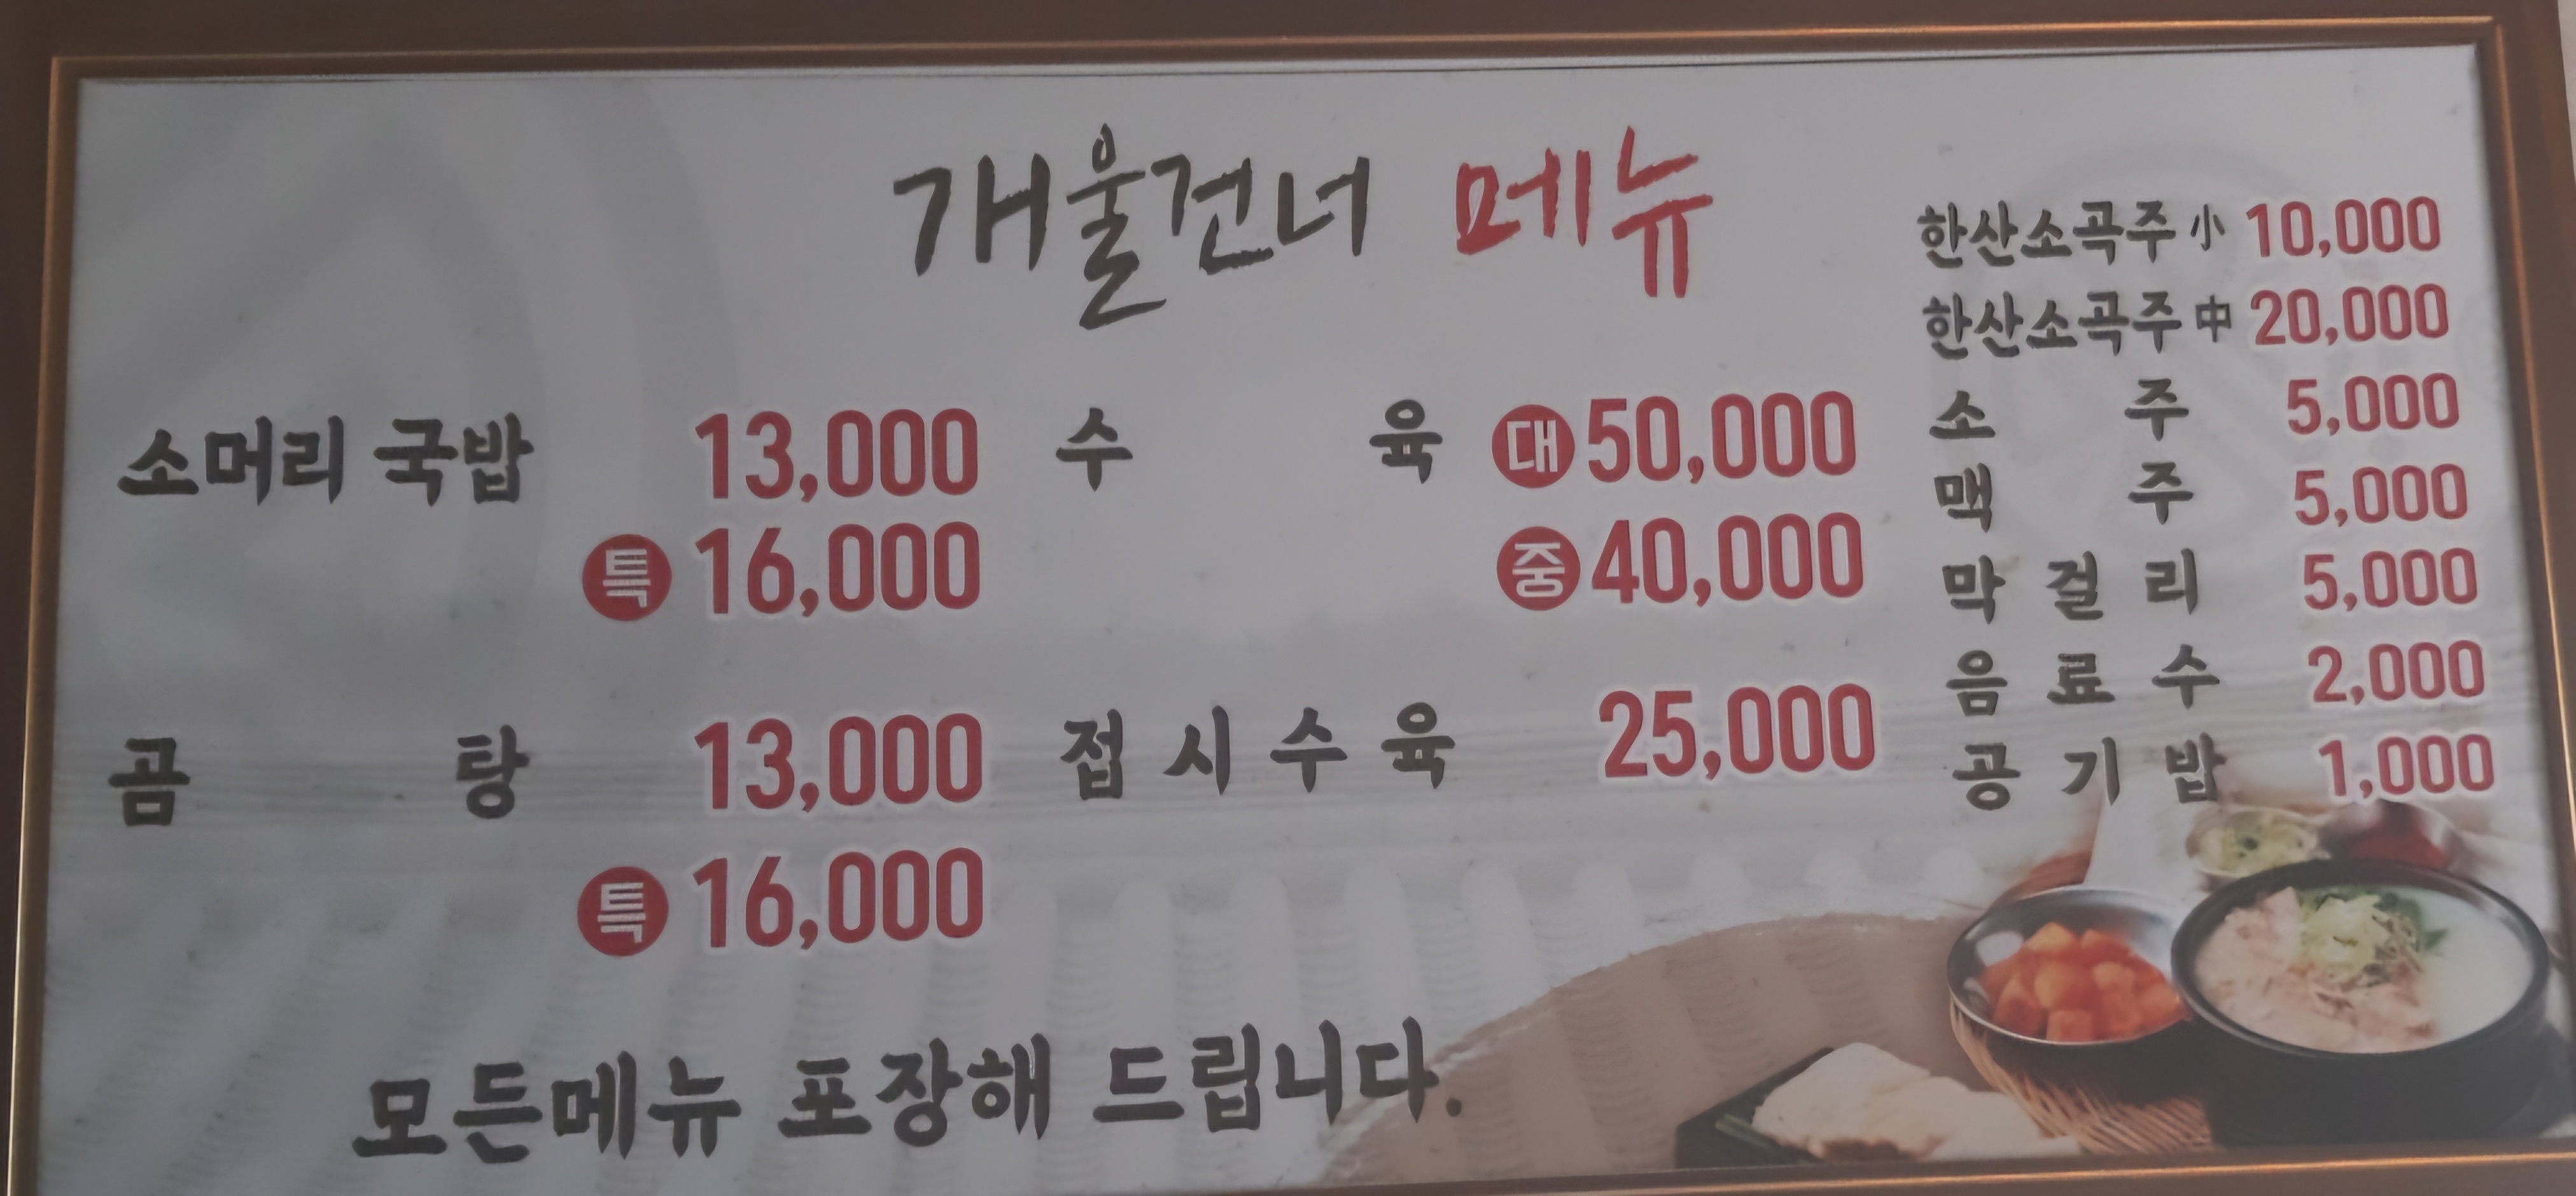 개울건너 메뉴
소머리 국밥 13,000
특 16,000
곰탕 13,000
특 16,000
수육 대 50,000
중 40,000
접시수육 25,000
한산소곡주 小 10,000
한산소곡주 中 20,000
소주 5,000
맥주 5,000
막걸리 5,000
음료수 2,000
공기밥 1,000
모든메뉴 포장해 드립니다.